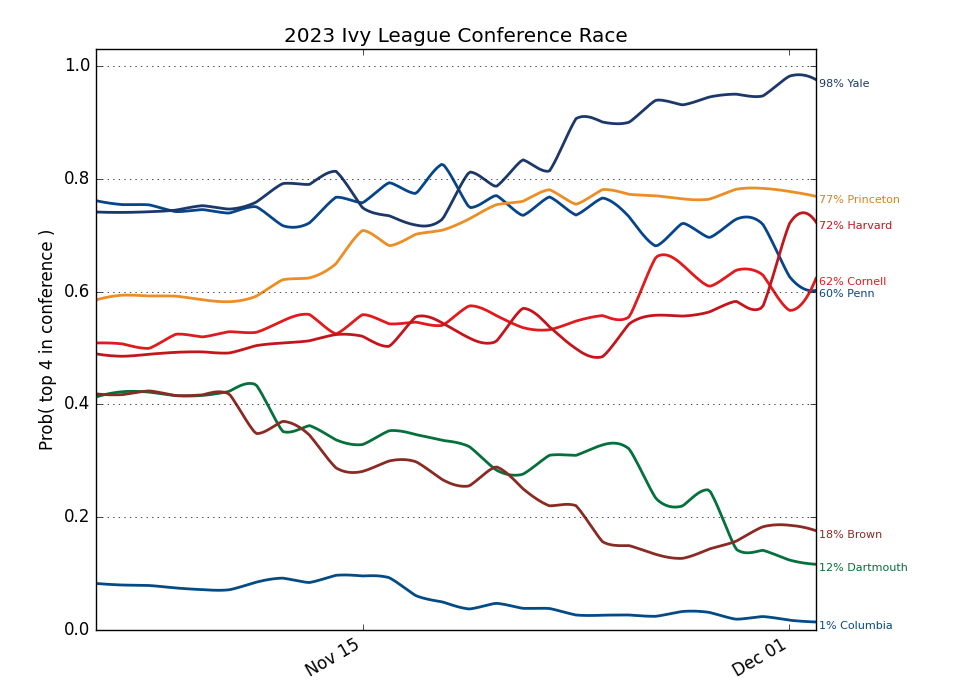 2023 Ivy League Conference Race
Prob( top 4 in conference )
1.0
0.8
0.6
0.4
0.2
0.0
Nov 15
Dec 01
98% Yale
77% Princeton
72% Harvard
62% Cornell
60% Penn
18% Brown
12% Dartmouth
1% Columbia